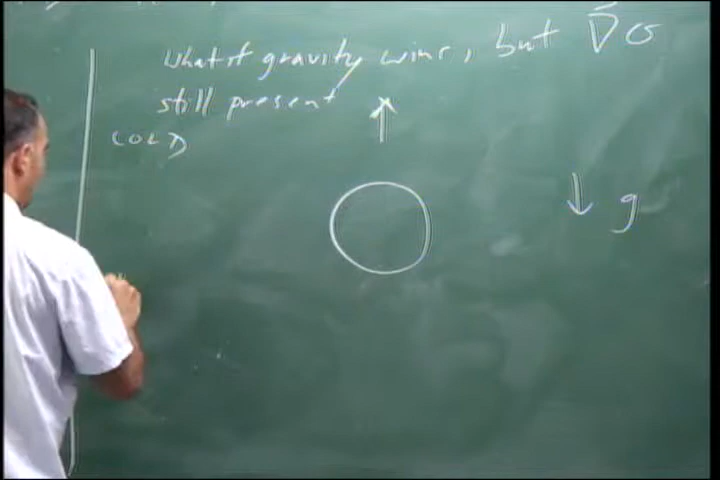 what if gravity wins, but ∇⃗σ
still present
COLD
g